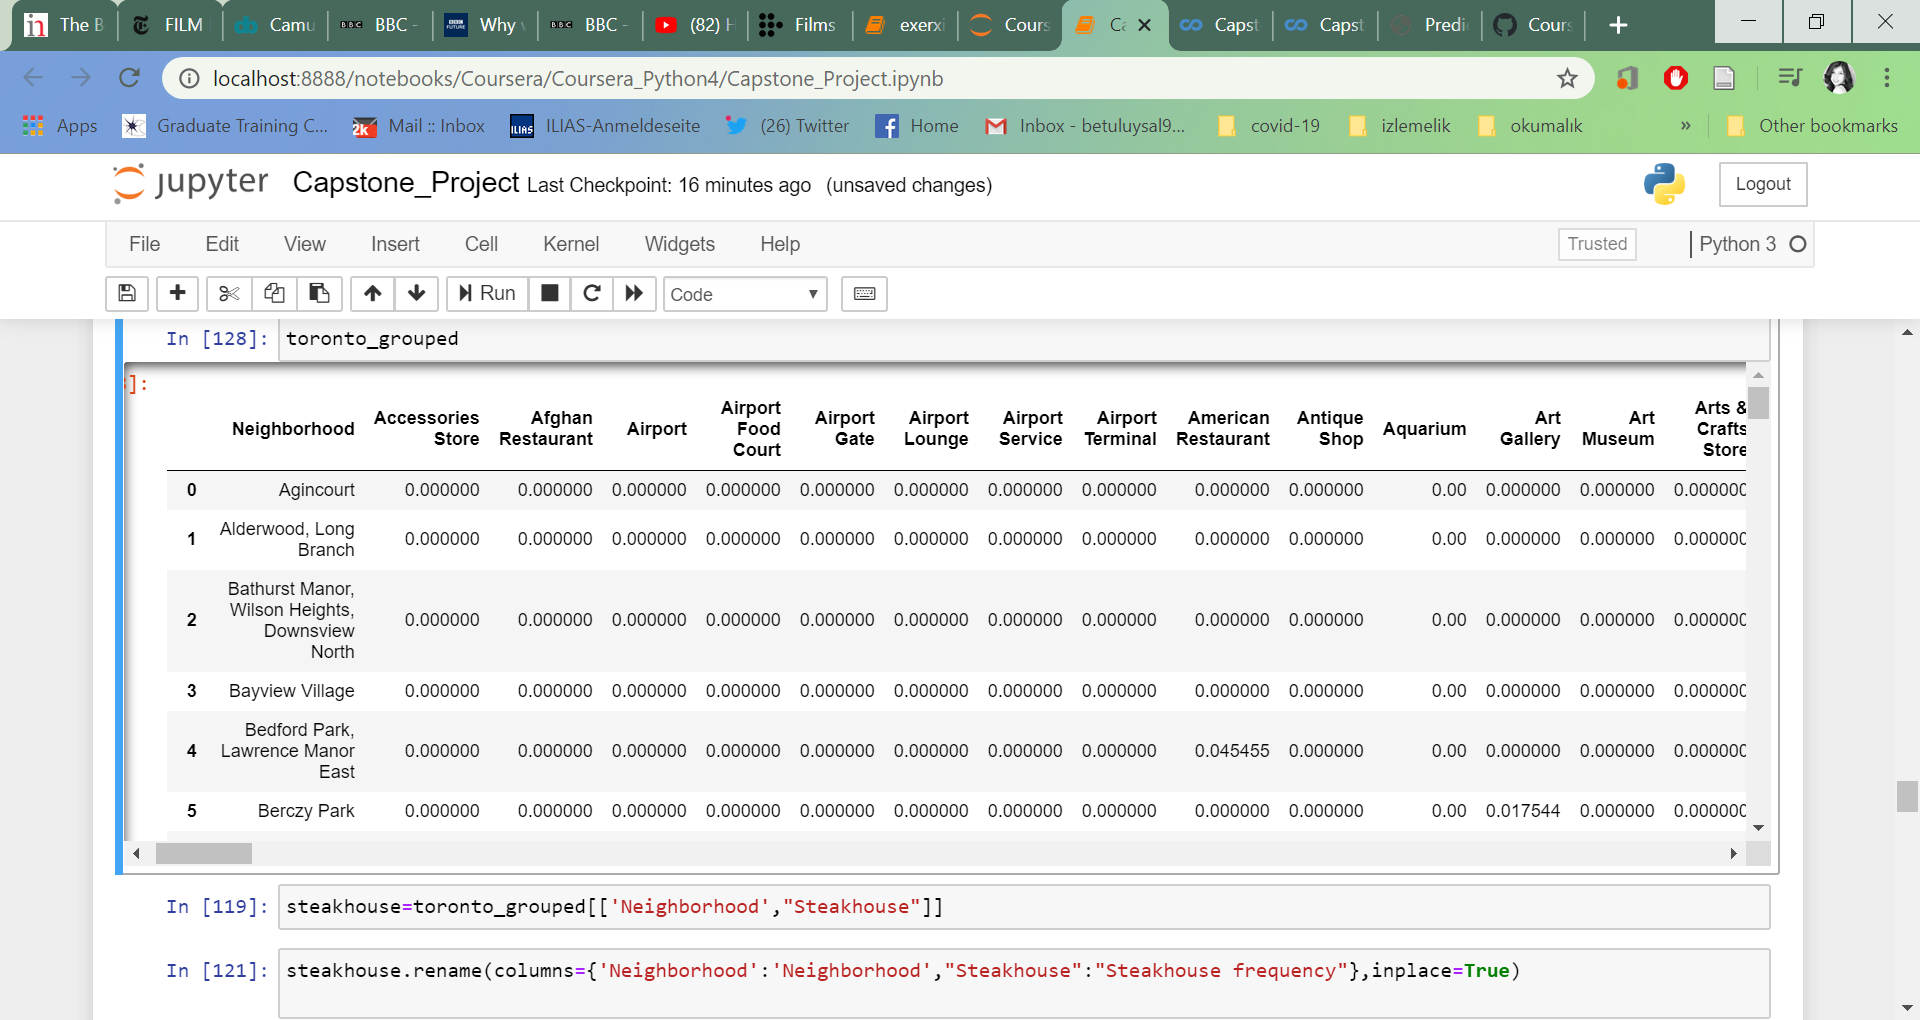 The B
FILM
Camu
BBC -
Why
BBC -
(82) H
Films
exerxi
Cours
Ca
Capst
Capst
Predi
Cours
localhost:8888/notebooks/Coursera/Coursera_Python4/Capstone_Project.ipynb
Apps
Graduate Training C...
Mail :: Inbox
ILIAS-Anmeldeseite
(26) Twitter
Home
Inbox - betuluysal9...
covid-19
izlemelik
okumalık
»
Other bookmarks
jupyter Capstone_Project Last Checkpoint: 16 minutes ago (unsaved changes)
Logout
File Edit View Insert Cell Kernel Widgets Help
Trusted
Python 3
Run
Code
In [128]: toronto_grouped
]:
Neighborhood Accessories Store Afghan Restaurant Airport Airport Food Court Airport Gate Airport Lounge Airport Service Airport Terminal American Restaurant Antique Shop Aquarium Art Gallery Art Museum Arts & Crafts Store
0 Agincourt 0.000000 0.000000 0.000000 0.000000 0.000000 0.000000 0.000000 0.000000 0.000000 0.000000 0.00 0.000000 0.000000 0.000000
1 Alderwood, Long Branch 0.000000 0.000000 0.000000 0.000000 0.000000 0.000000 0.000000 0.000000 0.000000 0.000000 0.00 0.000000 0.000000 0.000000
2 Bathurst Manor, Wilson Heights, Downsview North 0.000000 0.000000 0.000000 0.000000 0.000000 0.000000 0.000000 0.000000 0.000000 0.000000 0.00 0.000000 0.000000 0.000000
3 Bayview Village 0.000000 0.000000 0.000000 0.000000 0.000000 0.000000 0.000000 0.000000 0.000000 0.000000 0.00 0.000000 0.000000 0.000000
4 Bedford Park, Lawrence Manor East 0.000000 0.000000 0.000000 0.000000 0.000000 0.000000 0.000000 0.000000 0.045455 0.000000 0.00 0.000000 0.000000 0.000000
5 Berczy Park 0.000000 0.000000 0.000000 0.000000 0.000000 0.000000 0.000000 0.000000 0.000000 0.000000 0.00 0.017544 0.000000 0.000000
In [119]: steakhouse=toronto_grouped[['Neighborhood',"Steakhouse"]]
In [121]: steakhouse.rename(columns={'Neighborhood':'Neighborhood',"Steakhouse":"Steakhouse frequency"},inplace=True)